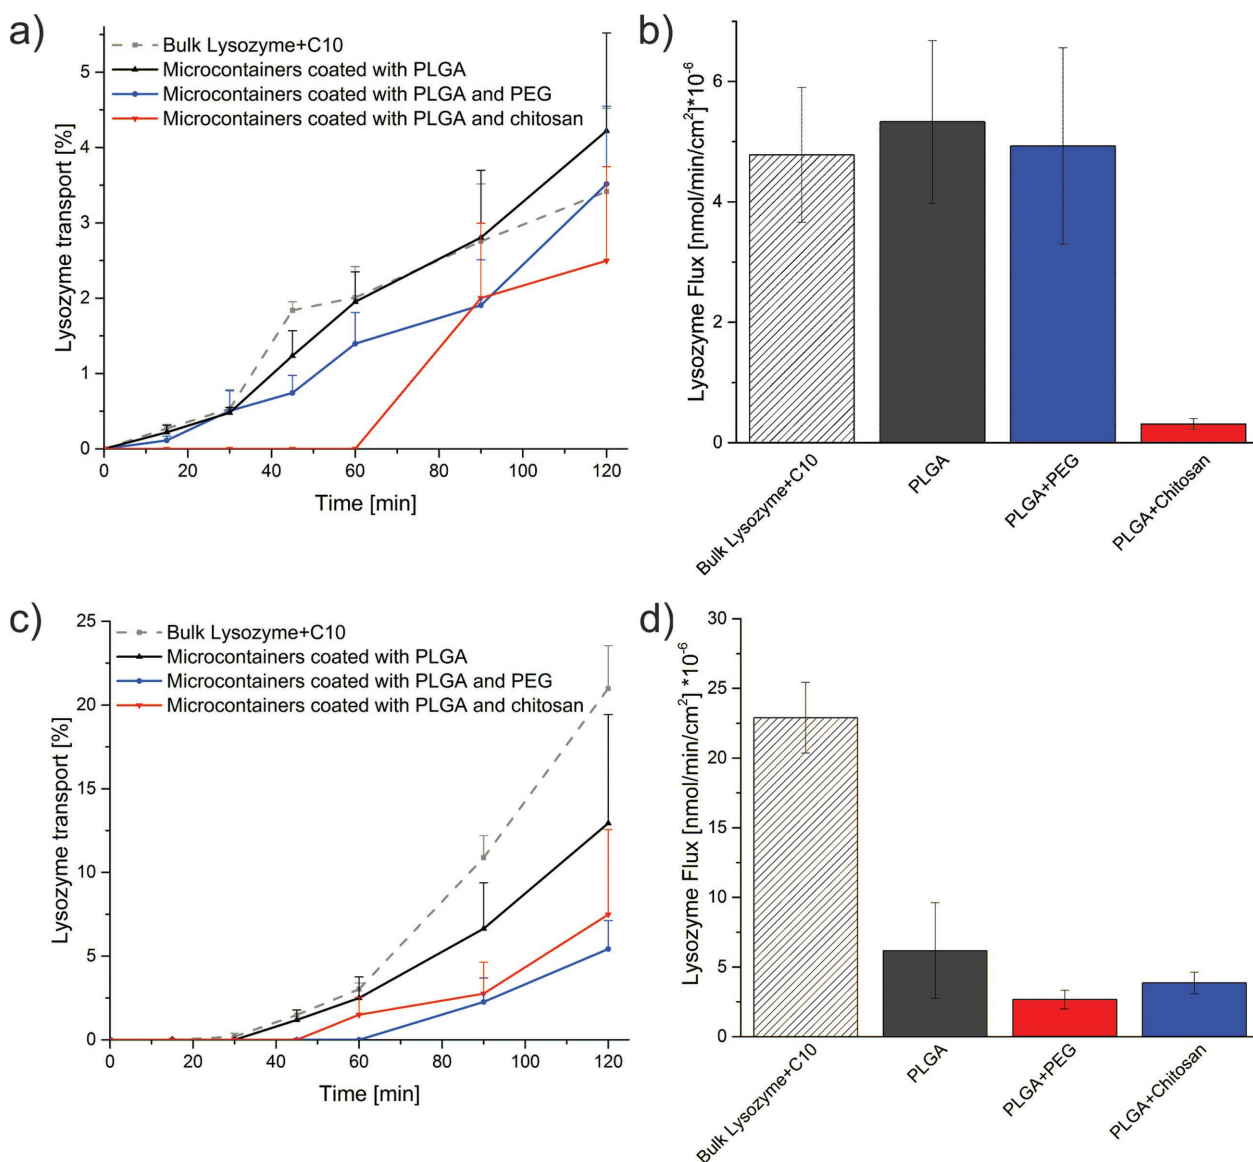 a)
Bulk Lysozyme+C10
Microcontainers coated with PLGA
Microcontainers coated with PLGA and PEG
Microcontainers coated with PLGA and chitosan
Lysozyme transport [%]
5
4
3
2
1
0
0 20 40 60 80 100 120
Time [min]
b)
Lysozyme Flux [nmol/min/cm²]*10⁻⁶
6
4
2
0
Bulk Lysozyme+C10
PLGA
PLGA+PEG
PLGA+Chitosan
c)
Bulk Lysozyme+C10
Microcontainers coated with PLGA
Microcontainers coated with PLGA and PEG
Microcontainers coated with PLGA and chitosan
Lysozyme transport [%]
25
20
15
10
5
0
0 20 40 60 80 100 120
Time [min]
d)
Lysozyme Flux [nmol/min/cm²] *10⁻⁶
30
25
20
15
10
5
0
Bulk Lysozyme+C10
PLGA
PLGA+PEG
PLGA+Chitosan